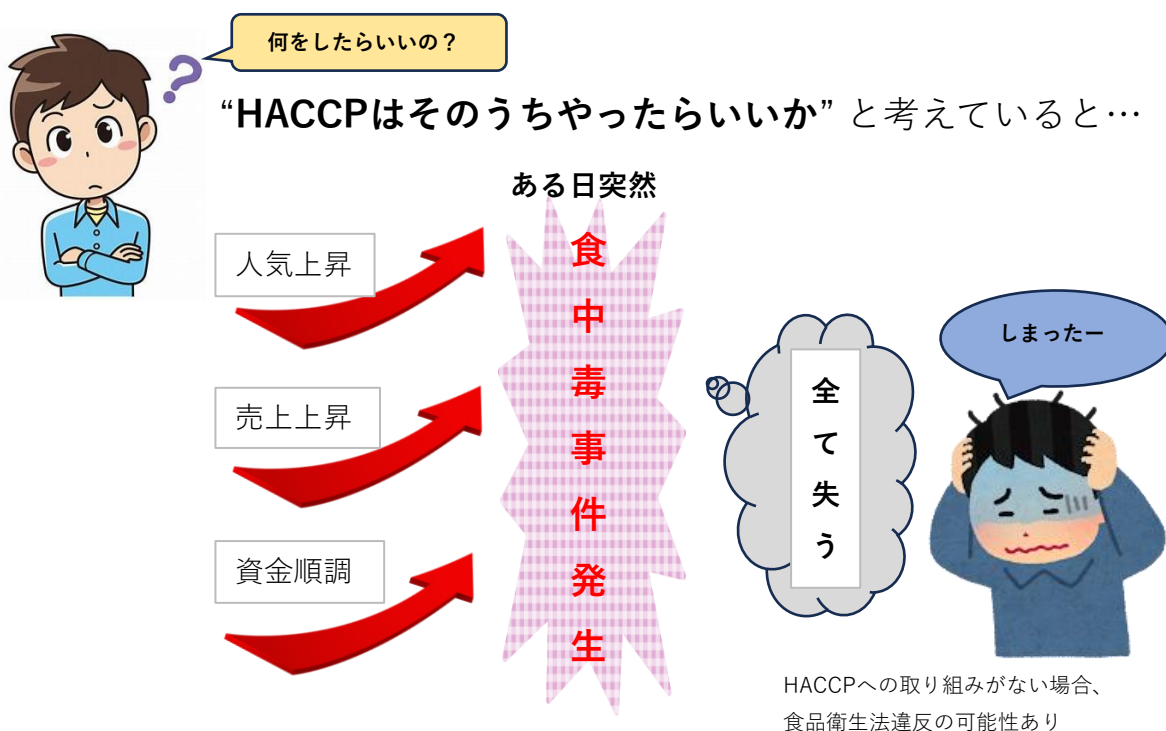 何をしたらいいの？
“HACCPはそのうちやったらいいか” と考えていると…
ある日突然
人気上昇
売上上昇
資金順調
食中毒事件発生
全て失う
しまったー
HACCPへの取り組みがない場合、
食品衛生法違反の可能性あり